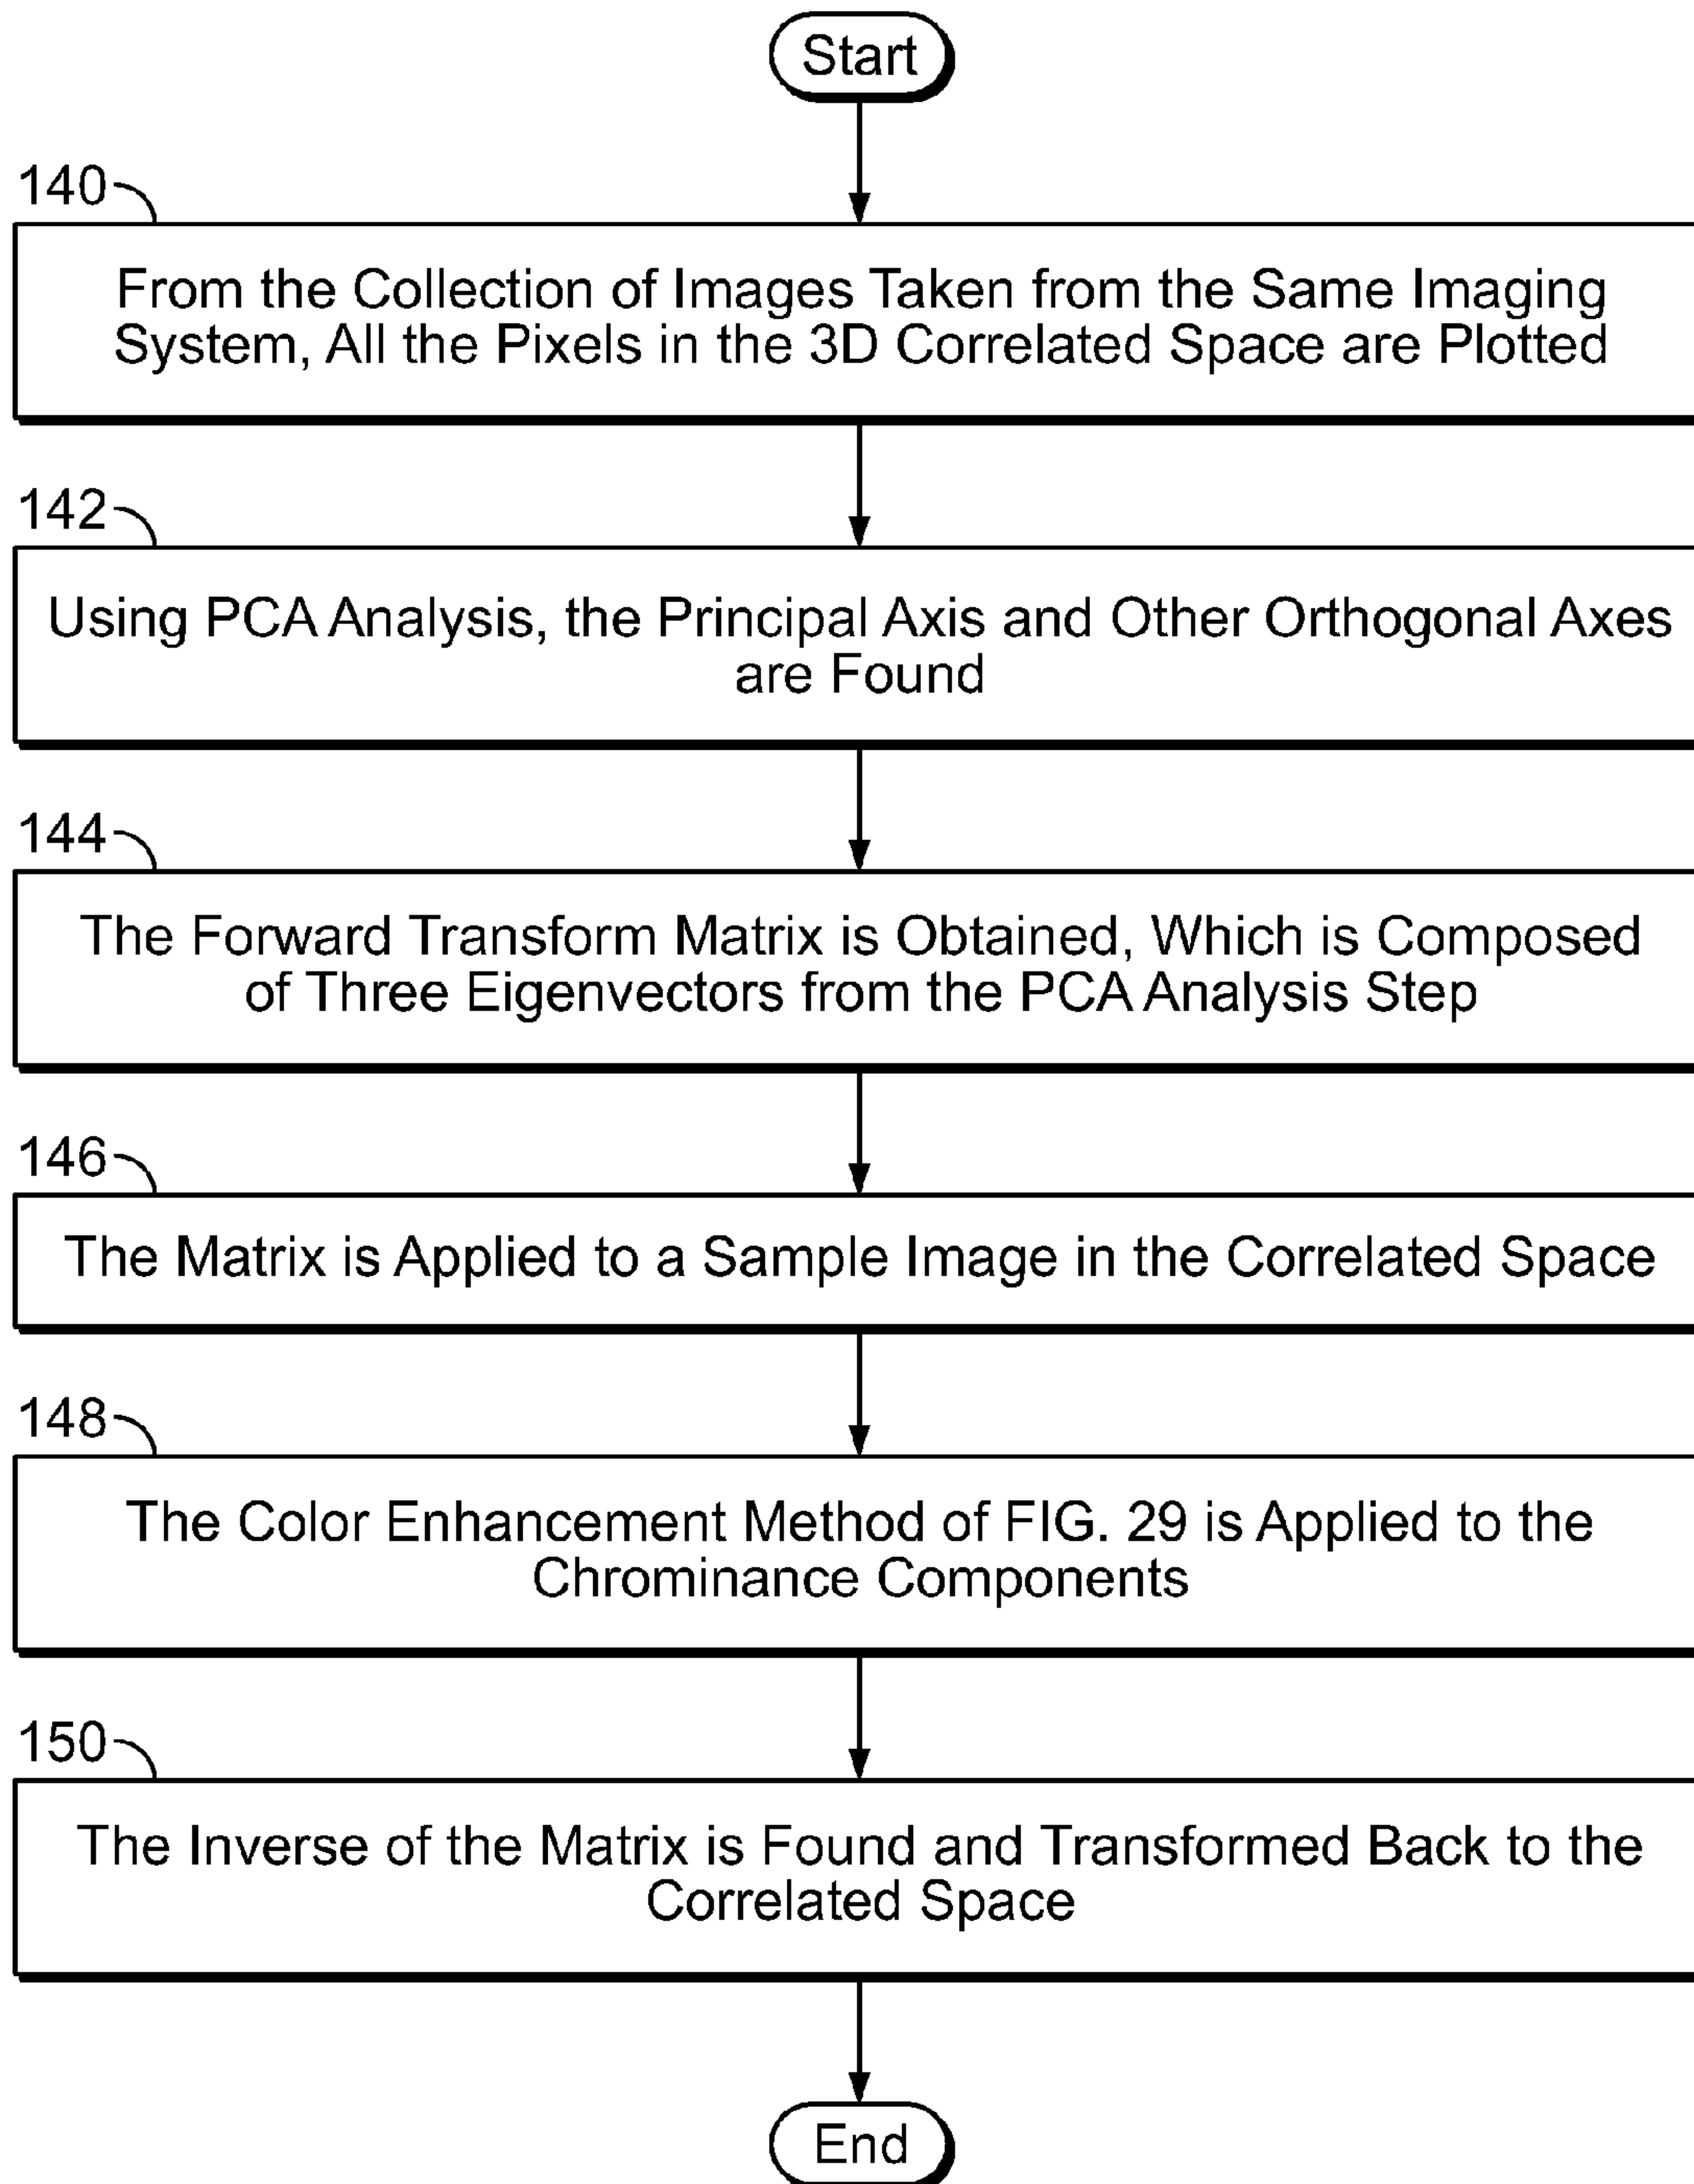 Start
140
From the Collection of Images Taken from the Same Imaging
System, All the Pixels in the 3D Correlated Space are Plotted
142
Using PCA Analysis, the Principal Axis and Other Orthogonal Axes
are Found
144
The Forward Transform Matrix is Obtained, Which is Composed
of Three Eigenvectors from the PCA Analysis Step
146
The Matrix is Applied to a Sample Image in the Correlated Space
148
The Color Enhancement Method of FIG. 29 is Applied to the
Chrominance Components
150
The Inverse of the Matrix is Found and Transformed Back to the
Correlated Space
End